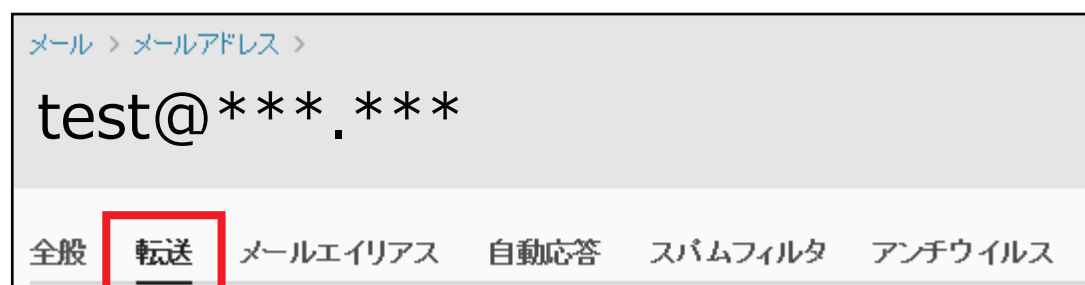 メール > メールアドレス >
test@***.***
全般 転送 メールエイリアス 自動応答 スパムフィルタ アンチウイルス